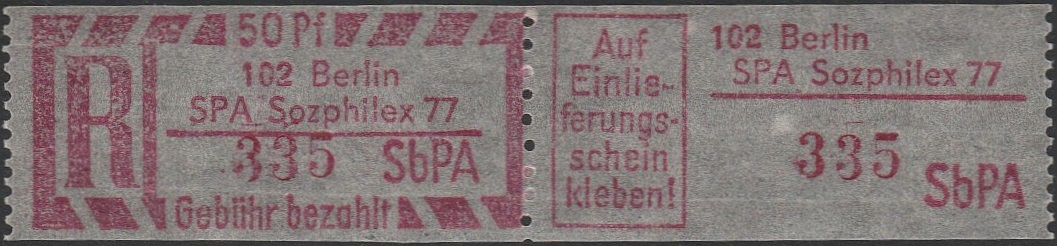 50 Pf
R
102 Berlin
SPA Sozphilex 77
335 SbPA
Gebühr bezahlt
Auf
Einlie-
ferungs-
schein
kleben!
102 Berlin
SPA Sozphilex 77
335
SbPA